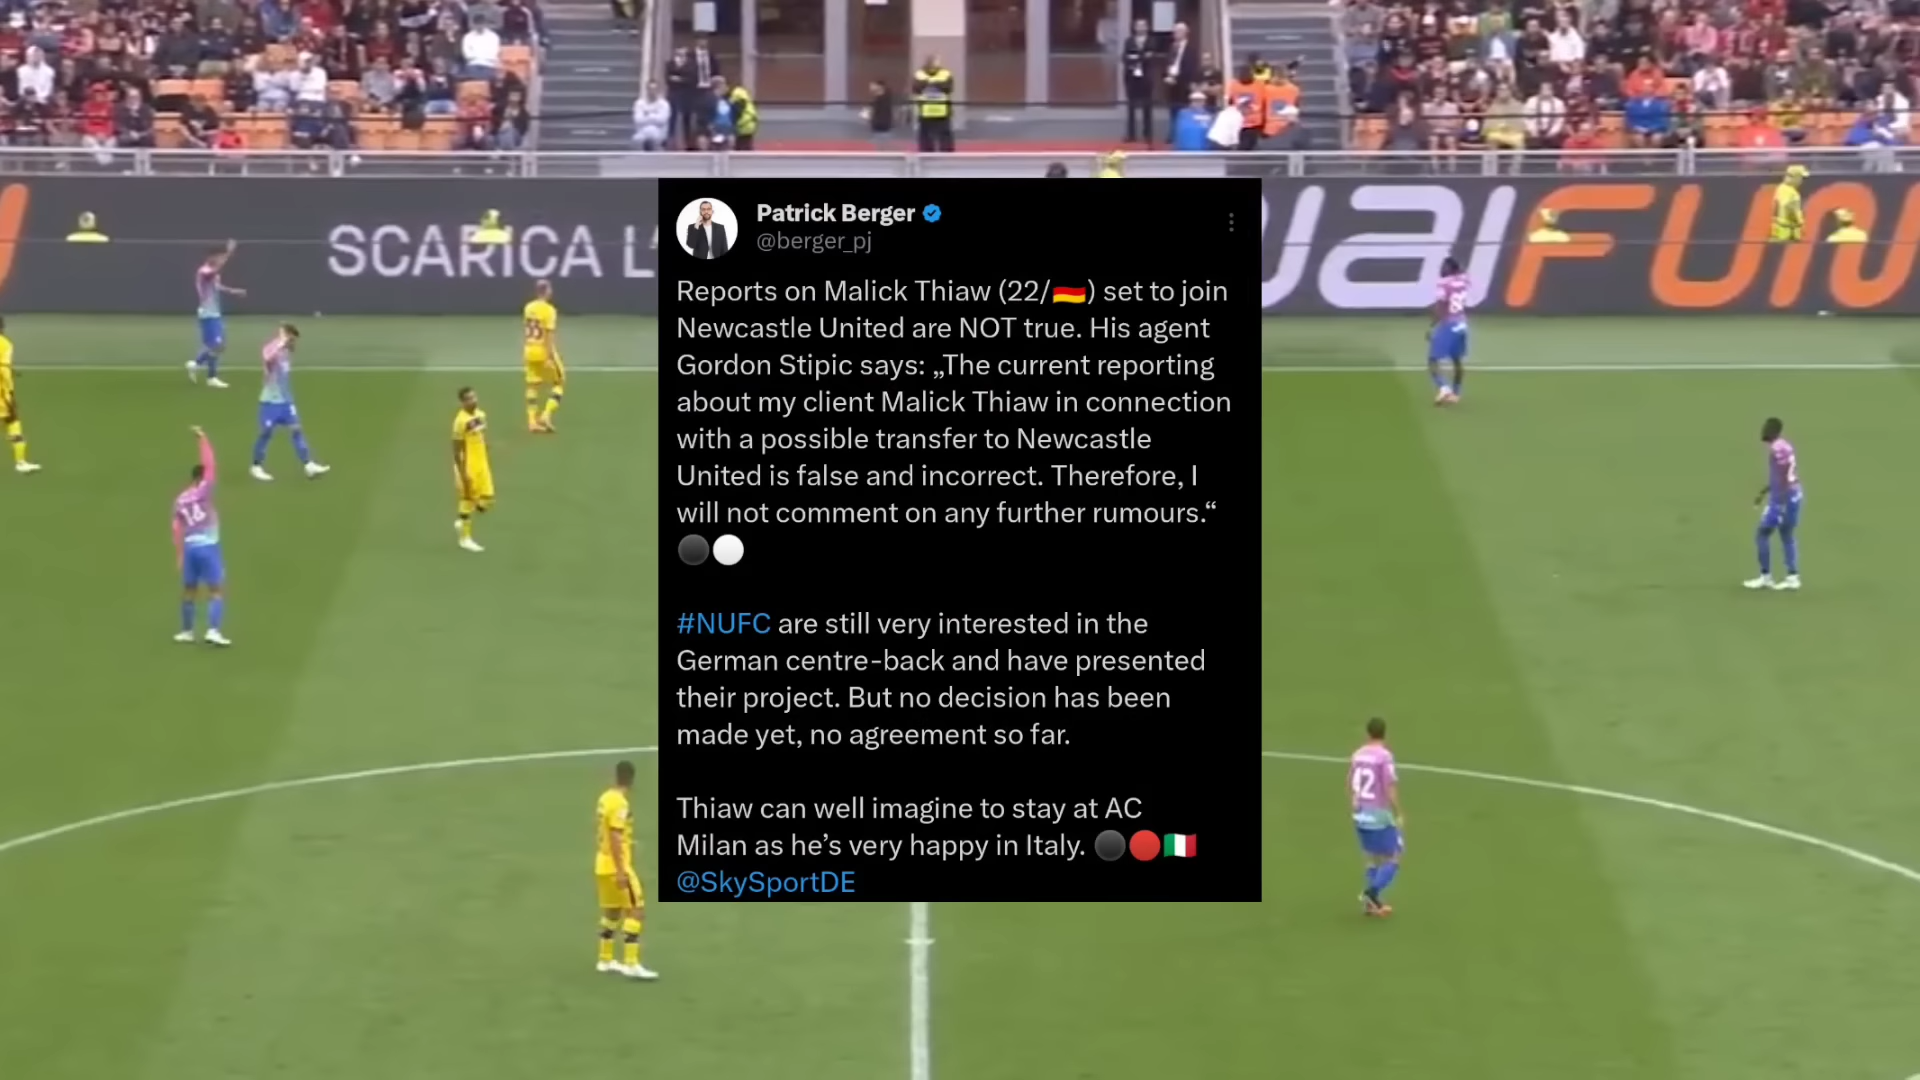 SCARICA L'
UAIFUN
Patrick Berger
@berger_pj
Reports on Malick Thiaw (22/🇩🇪) set to join
Newcastle United are NOT true. His agent
Gordon Stipic says: „The current reporting
about my client Malick Thiaw in connection
with a possible transfer to Newcastle
United is false and incorrect. Therefore, I
will not comment on any further rumours.“
⚫⚪
#NUFC are still very interested in the
German centre-back and have presented
their project. But no decision has been
made yet, no agreement so far.
Thiaw can well imagine to stay at AC
Milan as he’s very happy in Italy. ⚫🔴🇮🇹
@SkySportDE
14
42